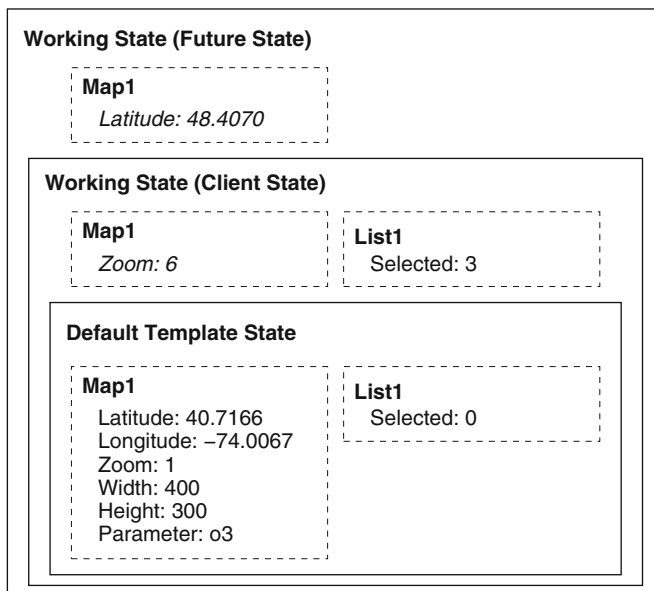 Working State (Future State)
Map1
Latitude: 48.4070
Working State (Client State)
Map1
Zoom: 6
List1
Selected: 3
Default Template State
Map1
Latitude: 40.7166
Longitude: −74.0067
Zoom: 1
Width: 400
Height: 300
Parameter: o3
List1
Selected: 0